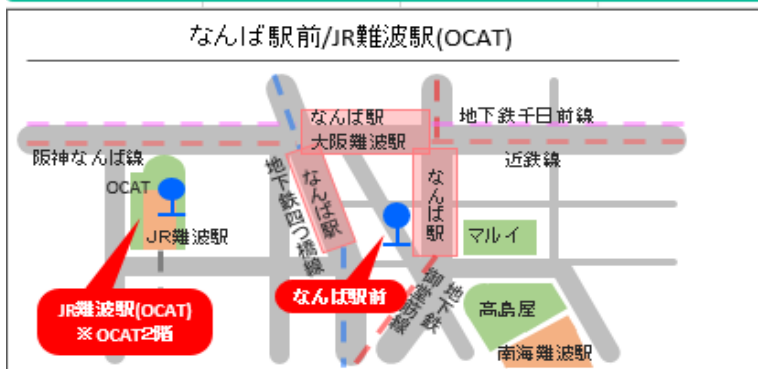 なんば駅前/JR難波駅(OCAT)
なんば駅
大阪難波駅
地下鉄千日前線
阪神なんば線
近鉄線
OCAT
JR難波駅
地下鉄四つ橋線
なんば駅
なんば駅
マルイ
なんば駅前
地下鉄
御堂筋線
JR難波駅(OCAT)
※OCAT2階
高島屋
南海難波駅